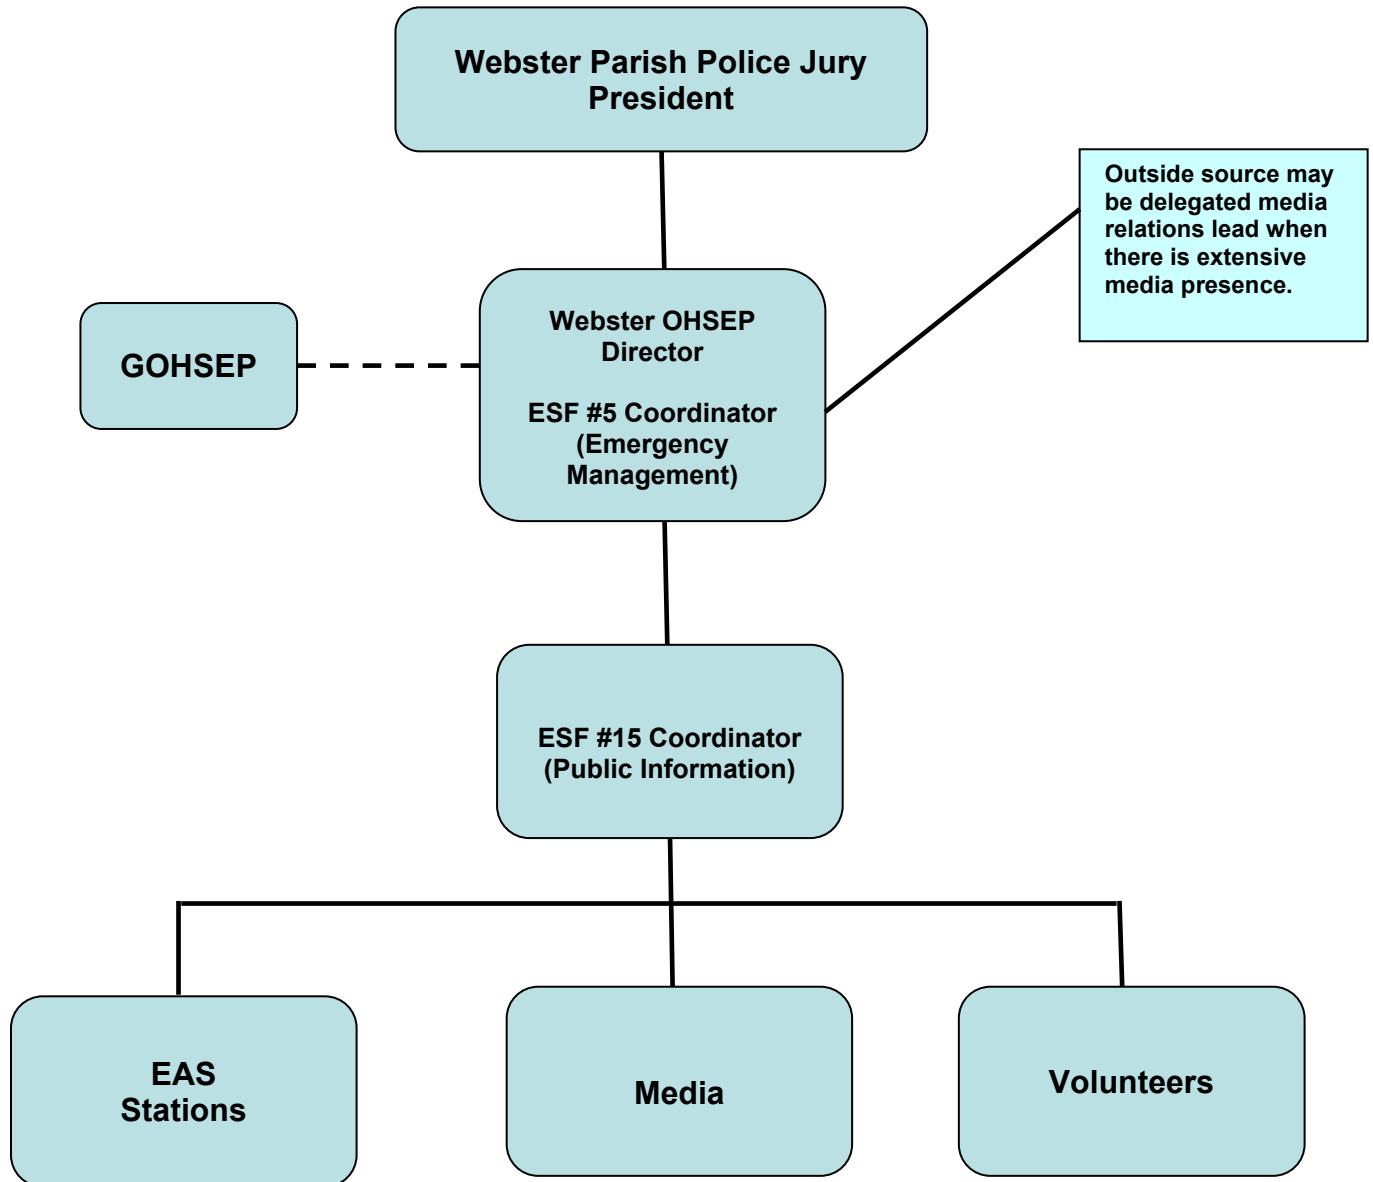 Webster Parish Police Jury
President
Outside source may
be delegated media
relations lead when
there is extensive
media presence.
GOHSEP
Webster OHSEP
Director
ESF #5 Coordinator
(Emergency
Management)
ESF #15 Coordinator
(Public Information)
EAS
Stations
Media
Volunteers